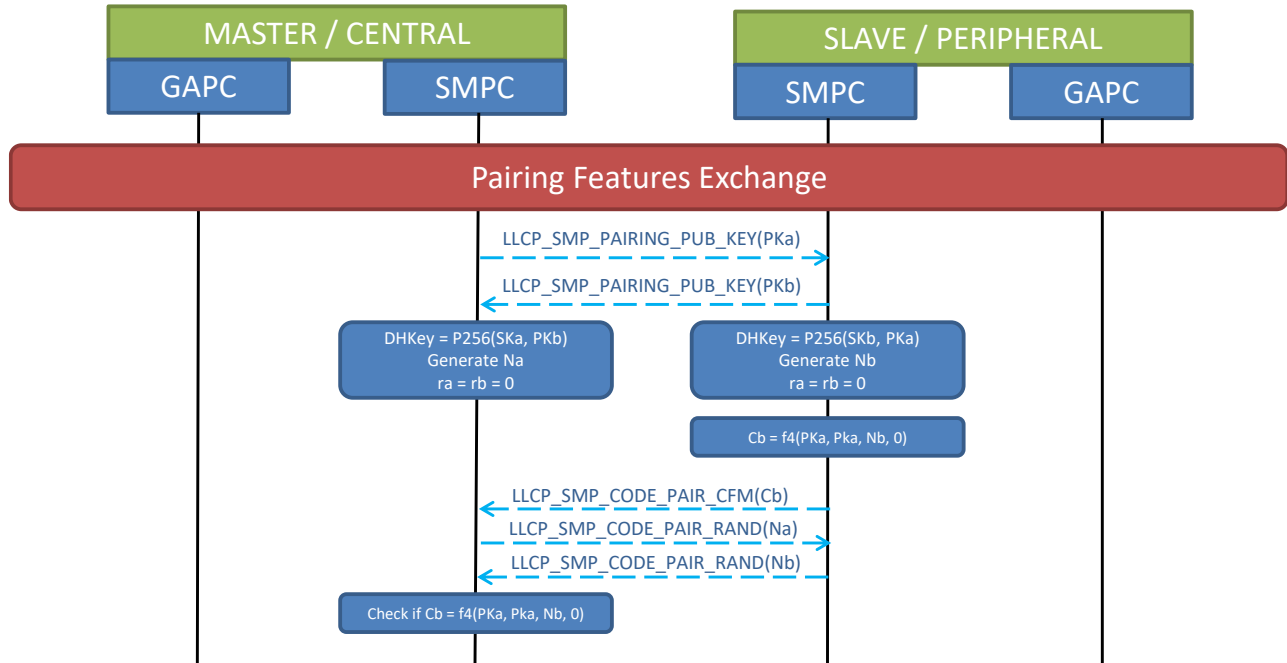 MASTER / CENTRAL
SLAVE / PERIPHERAL
GAPC
SMPC
SMPC
GAPC
Pairing Features Exchange
LLCP_SMP_PAIRING_PUB_KEY(PKa)
LLCP_SMP_PAIRING_PUB_KEY(PKb)
DHKey = P256(SKa, PKb)
Generate Na
ra = rb = 0
DHKey = P256(SKb, PKa)
Generate Nb
ra = rb = 0
Cb = f4(PKa, Pka, Nb, 0)
LLCP_SMP_CODE_PAIR_CFM(Cb)
LLCP_SMP_CODE_PAIR_RAND(Na)
LLCP_SMP_CODE_PAIR_RAND(Nb)
Check if Cb = f4(PKa, Pka, Nb, 0)